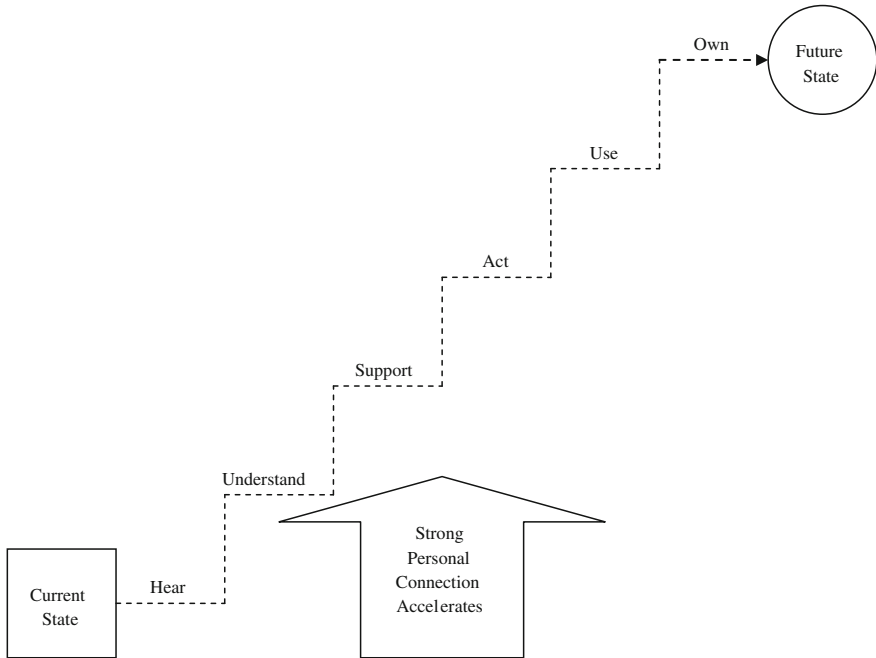 Own
Future
State
Use
Act
Support
Understand
Strong
Personal
Connection
Accelerates
Hear
Current
State